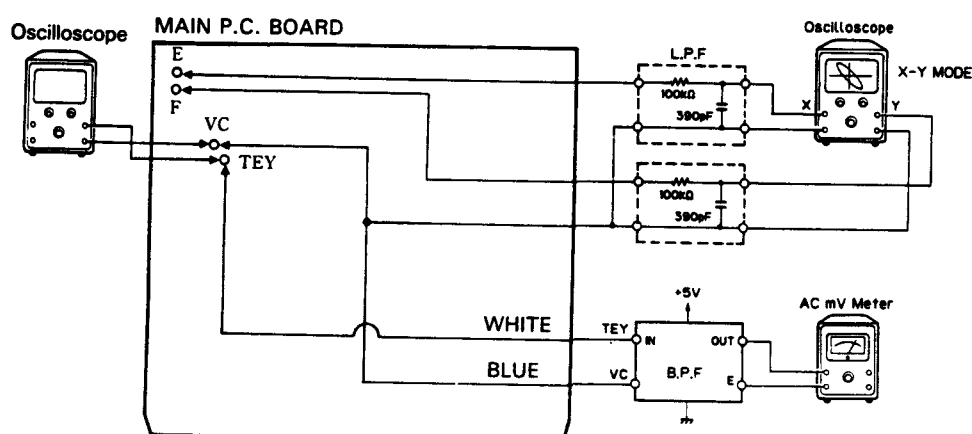 MAIN P.C. BOARD
Oscilloscope
E
F
VC
TEY
L.P.F
100kΩ
390pF
100kΩ
390pF
Oscilloscope
X-Y MODE
X
Y
WHITE
BLUE
+5V
TEY
IN
OUT
VC
B.P.F
E
AC mV Meter